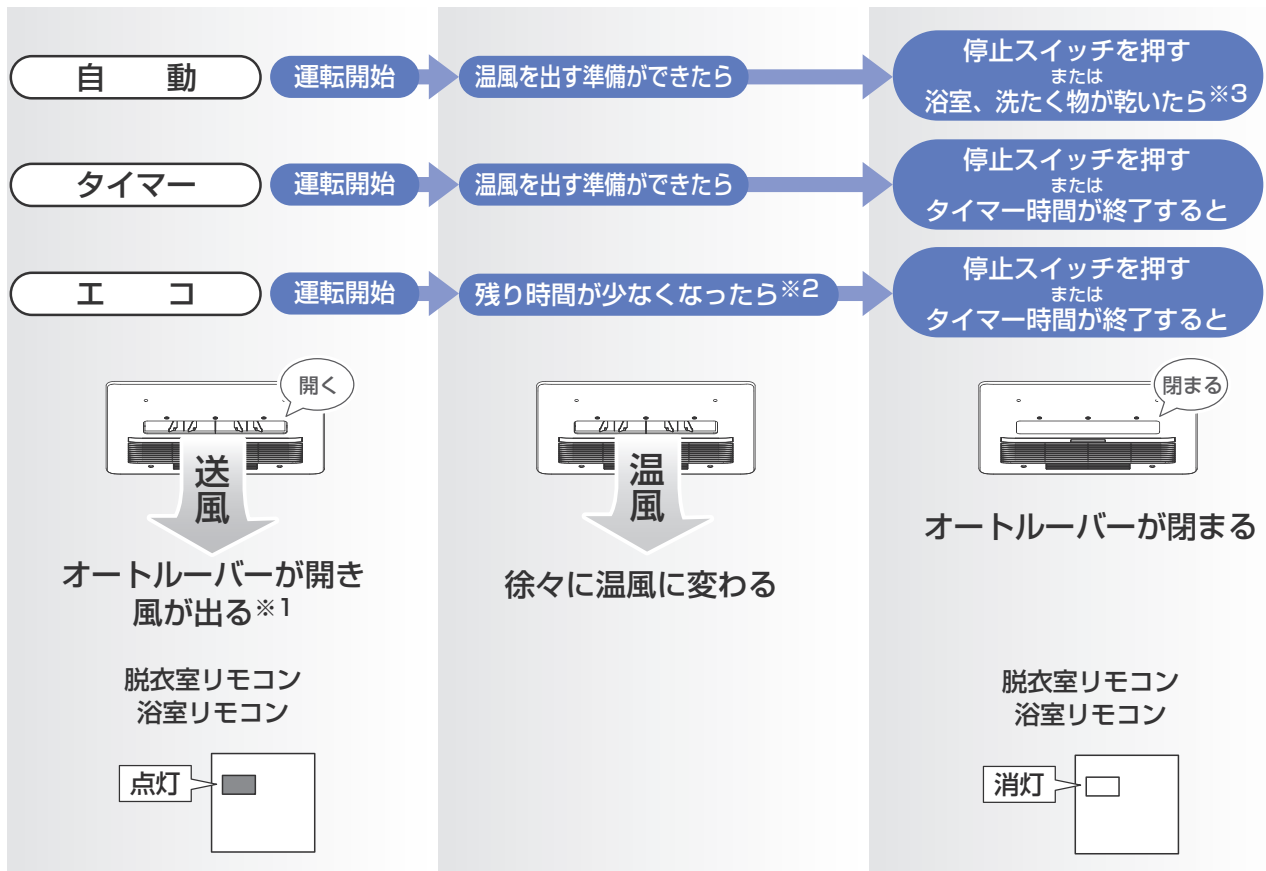 自 動
運転開始
温風を出す準備ができたら
停止スイッチを押す
または
浴室、洗たく物が乾いたら※3
タイマー
運転開始
温風を出す準備ができたら
停止スイッチを押す
または
タイマー時間が終了すると
エ コ
運転開始
残り時間が少なくなったら※2
停止スイッチを押す
または
タイマー時間が終了すると
開く
送風
オートルーバーが開き
風が出る※1
脱衣室リモコン
浴室リモコン
点灯
温風
徐々に温風に変わる
閉まる
オートルーバーが閉まる
脱衣室リモコン
浴室リモコン
消灯